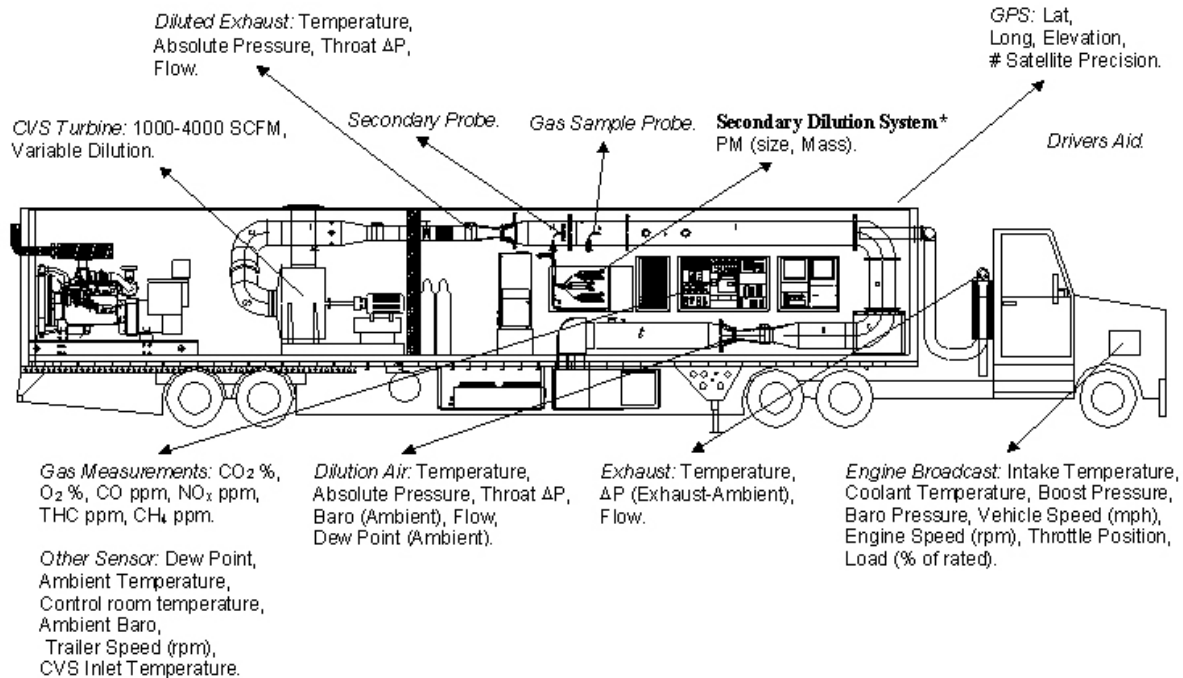 Diluted Exhaust: Temperature,
Absolute Pressure, Throat ΔP,
Flow.
GPS: Lat,
Long, Elevation,
# Satellite Precision.
CVS Turbine: 1000-4000 SCFM,
Variable Dilution.
Secondary Probe.
Gas Sample Probe.
Secondary Dilution System*
PM (size, Mass).
Drivers Aid.
Gas Measurements: CO₂ %,
O₂ %, CO ppm, NOₓ ppm,
THC ppm, CH₄ ppm.
Other Sensor: Dew Point,
Ambient Temperature,
Control room temperature,
Ambient Baro,
Trailer Speed (rpm),
CVS Inlet Temperature.
Dilution Air: Temperature,
Absolute Pressure, Throat ΔP,
Baro (Ambient), Flow,
Dew Point (Ambient).
Exhaust: Temperature,
ΔP (Exhaust-Ambient),
Flow.
Engine Broadcast: Intake Temperature,
Coolant Temperature, Boost Pressure,
Baro Pressure, Vehicle Speed (mph),
Engine Speed (rpm), Throttle Position,
Load (% of rated).